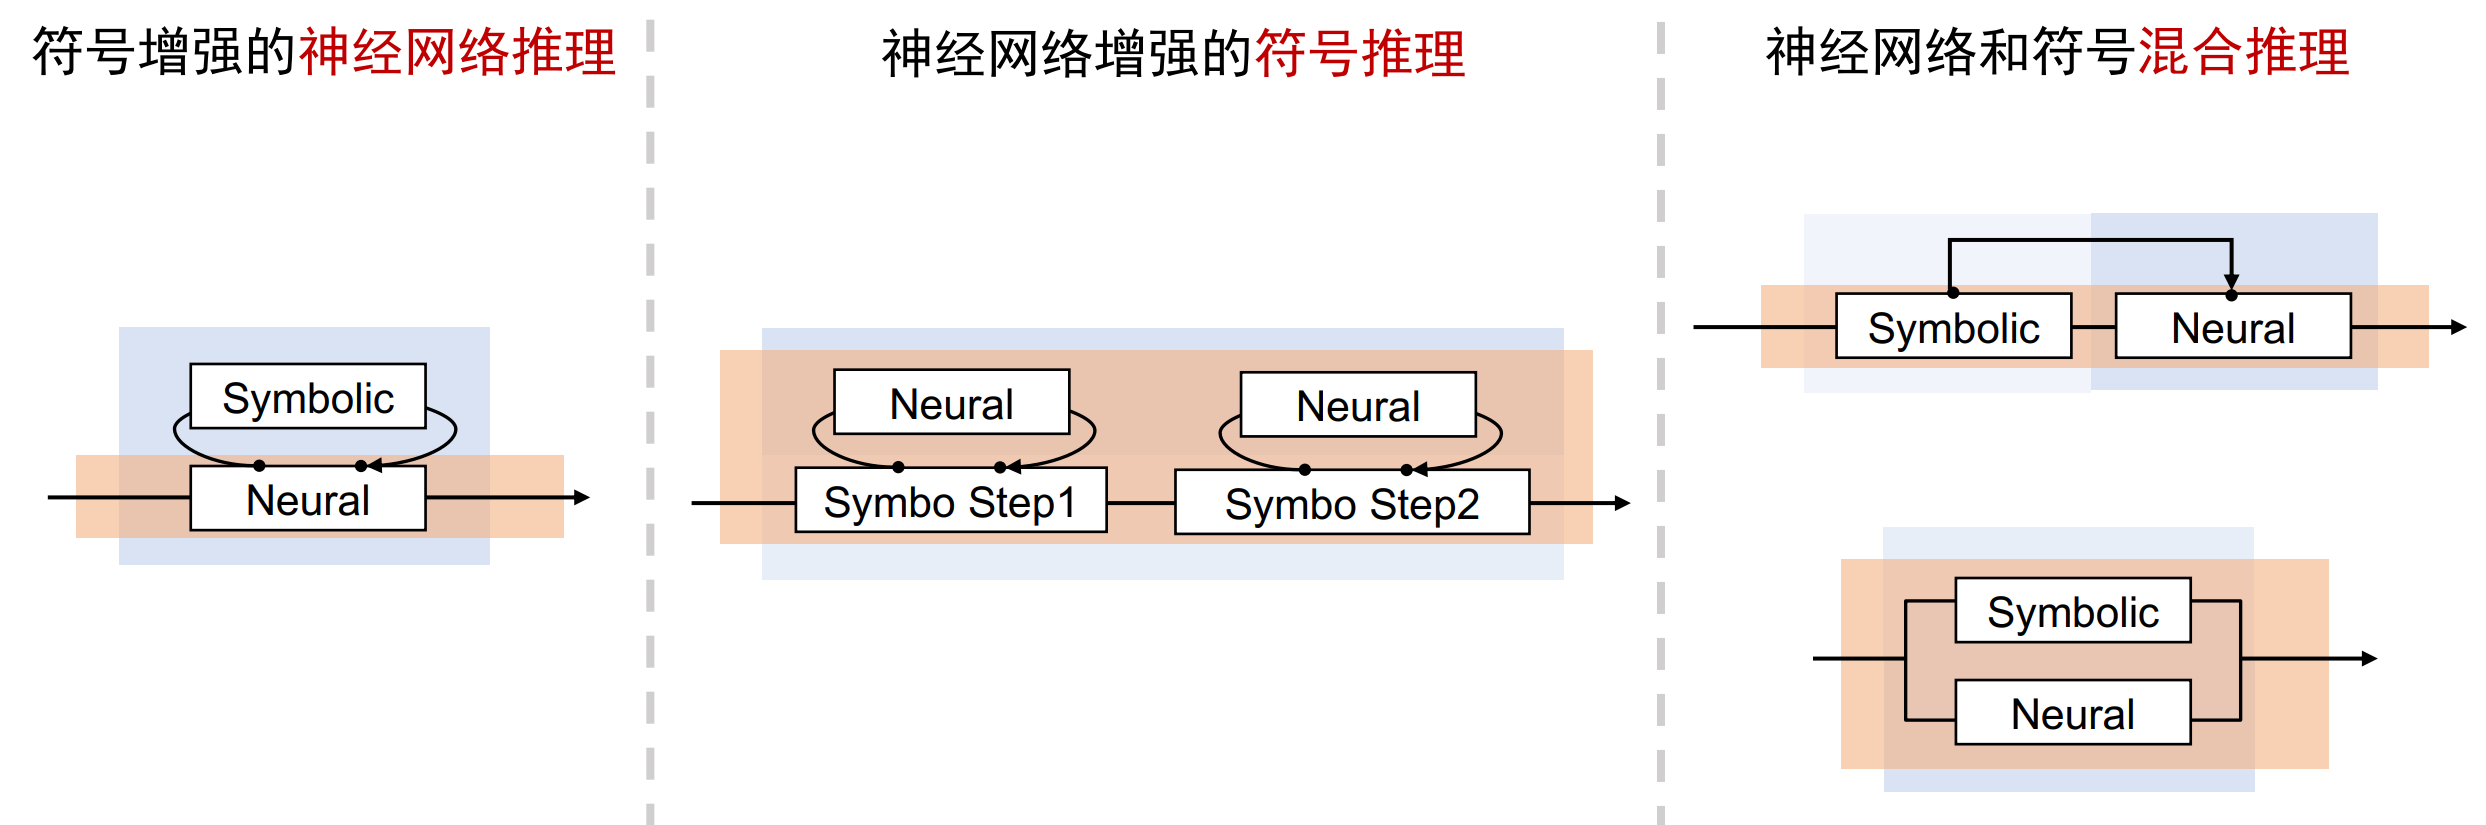 符号增强的神经网络推理
Symbolic
Neural
神经网络增强的符号推理
Neural
Neural
Symbo Step1
Symbo Step2
神经网络和符号混合推理
Symbolic
Neural
Symbolic
Neural